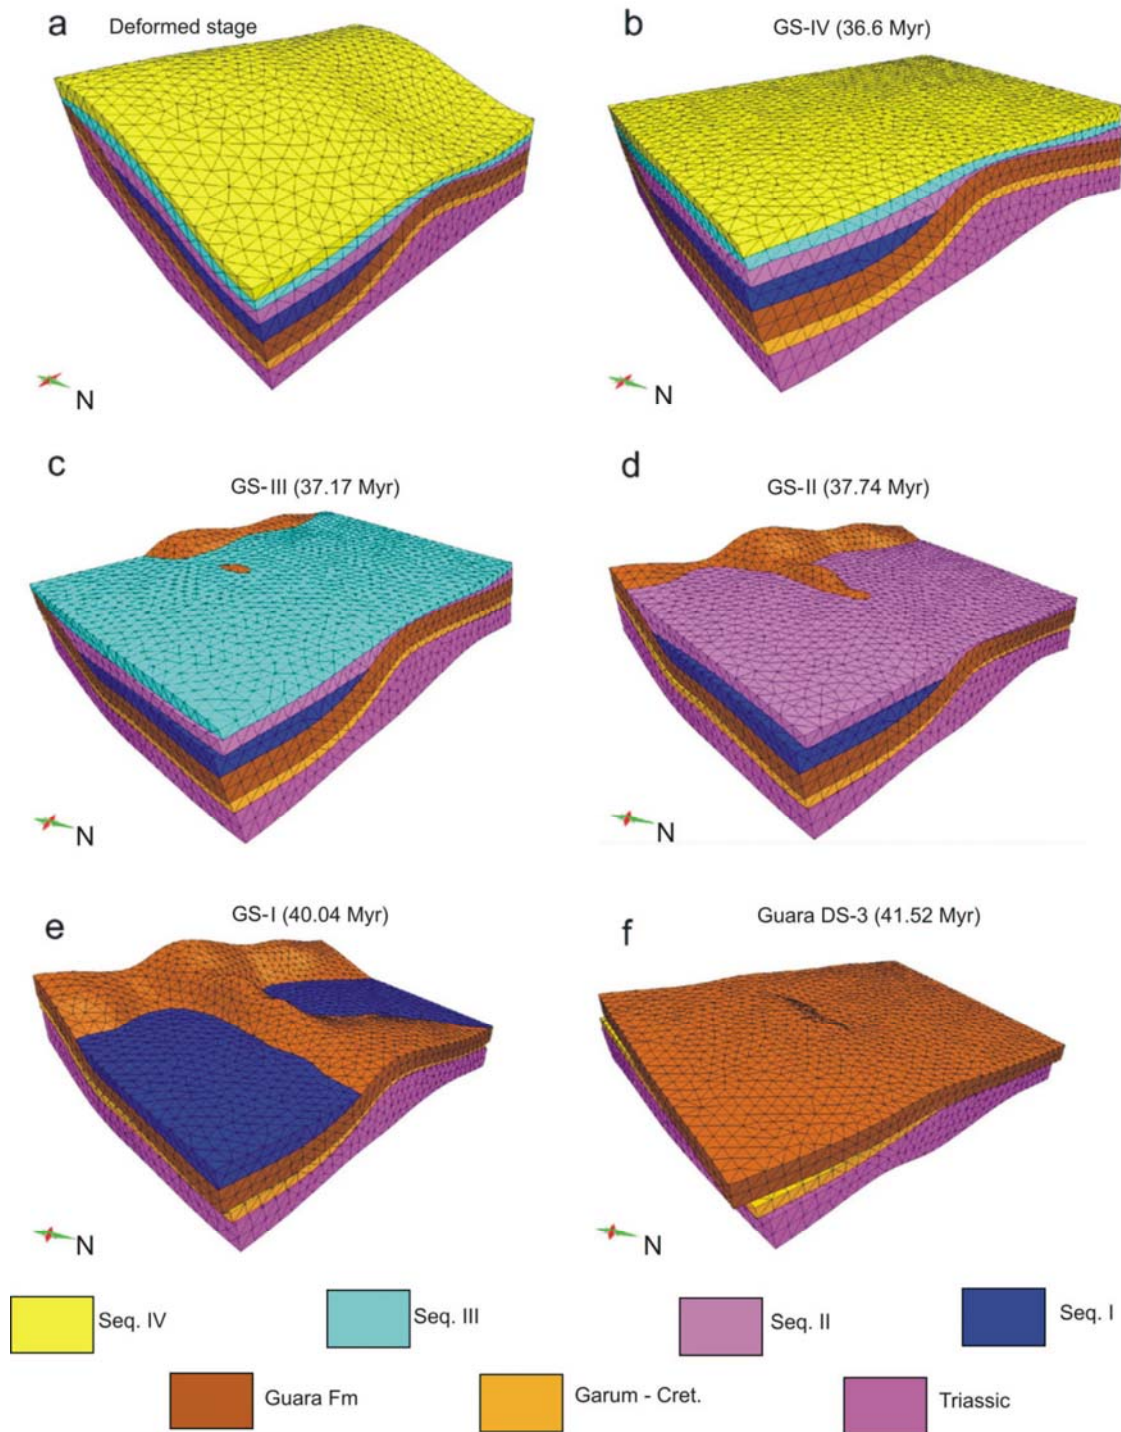 a
Deformed stage
b
GS-IV (36.6 Myr)
N
N
c
GS-III (37.17 Myr)
d
GS-II (37.74 Myr)
N
N
e
GS-I (40.04 Myr)
f
Guara DS-3 (41.52 Myr)
N
N
Seq. IV
Seq. III
Seq. II
Seq. I
Guara Fm
Garum - Cret.
Triassic